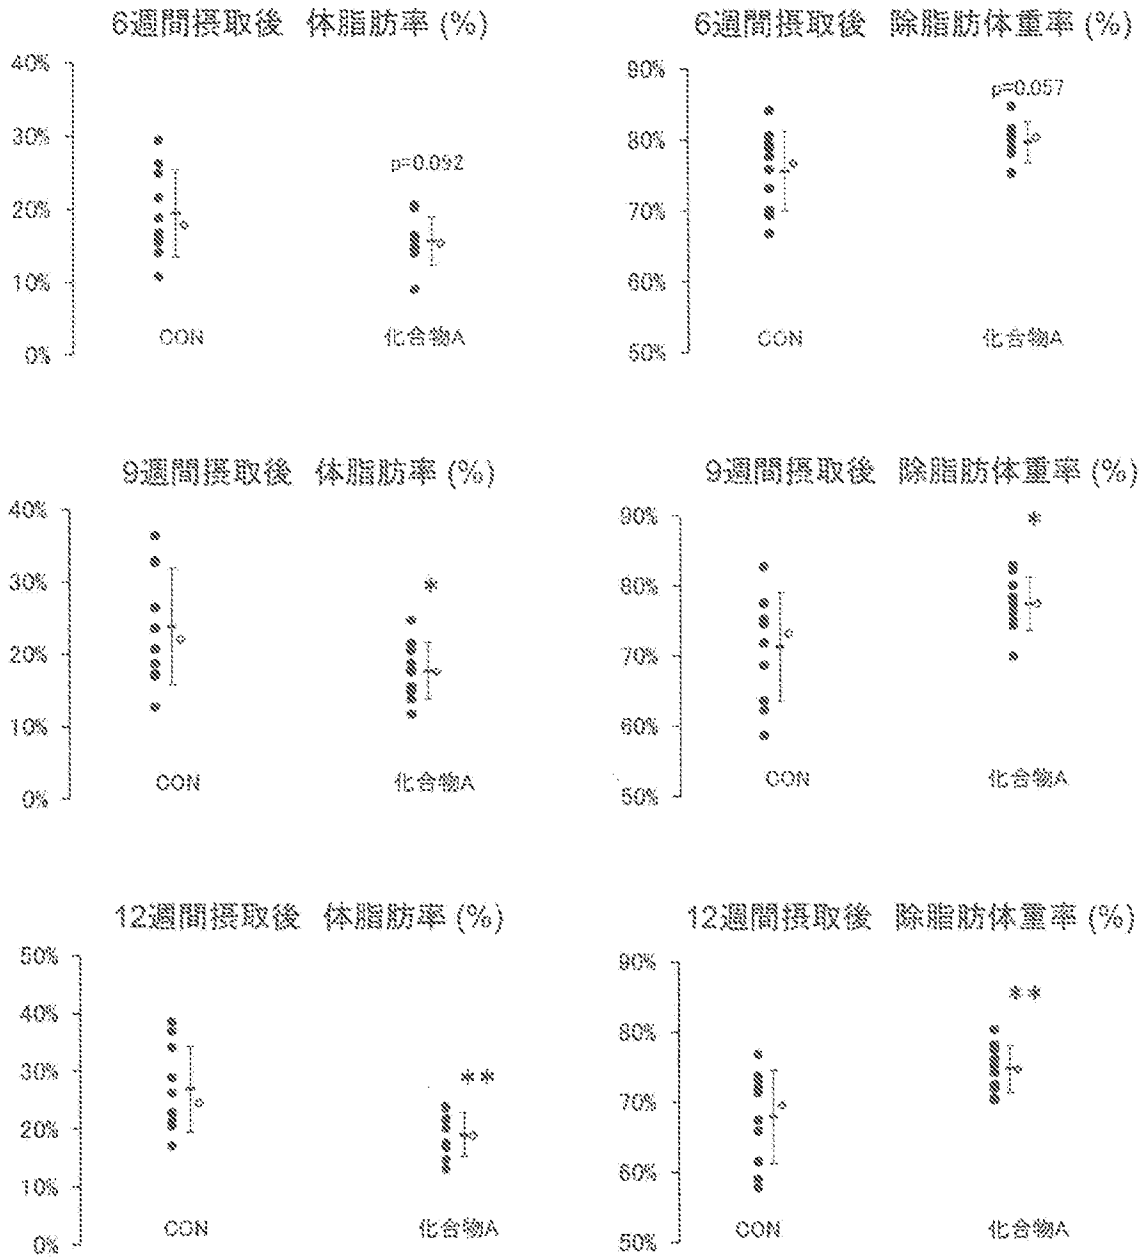 6週間摂取後 体脂肪率 (%)
40%
30%
20%
10%
0%
p=0.092
CON
化合物A
6週間摂取後 除脂肪体重率 (%)
90%
80%
70%
60%
50%
p=0.057
CON
化合物A
9週間摂取後 体脂肪率 (%)
40%
30%
20%
10%
0%
*
CON
化合物A
9週間摂取後 除脂肪体重率 (%)
90%
80%
70%
60%
50%
*
CON
化合物A
12週間摂取後 体脂肪率 (%)
50%
40%
30%
20%
10%
0%
**
CON
化合物A
12週間摂取後 除脂肪体重率 (%)
90%
80%
70%
60%
50%
**
CON
化合物A